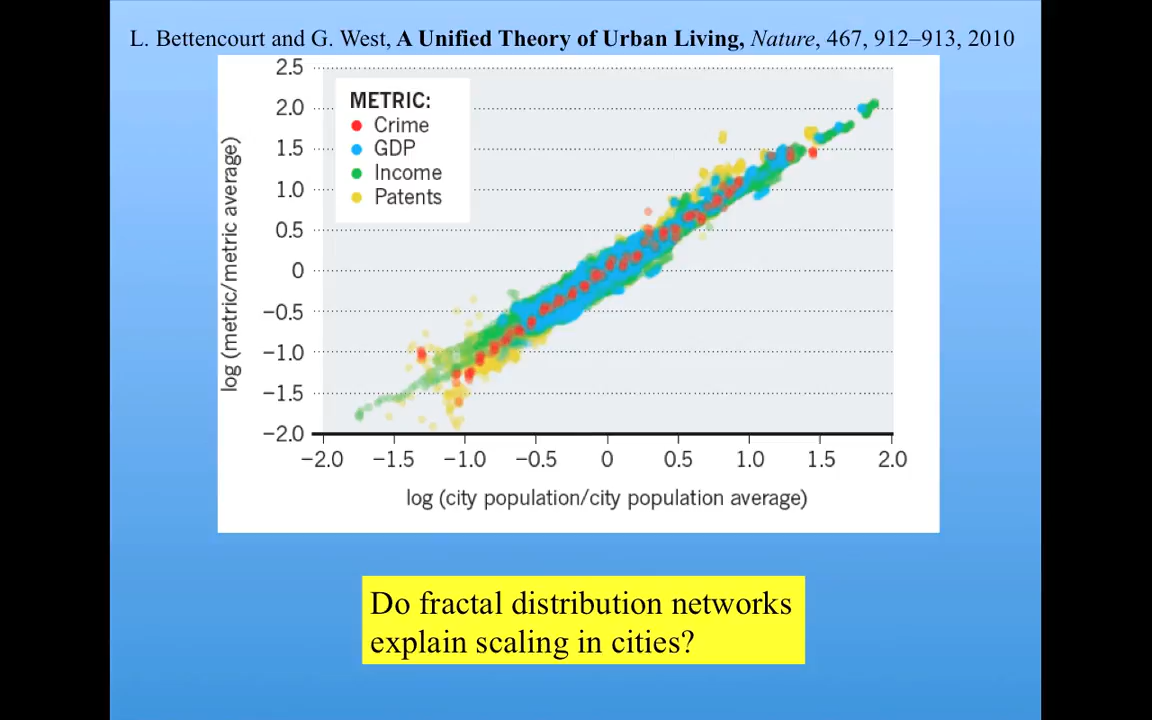 L. Bettencourt and G. West, A Unified Theory of Urban Living, Nature, 467, 912–913, 2010
2.5
2.0
1.5
1.0
0.5
0
−0.5
−1.0
−1.5
−2.0
log (metric/metric average)
METRIC:
Crime
GDP
Income
Patents
−2.0 −1.5 −1.0 −0.5 0 0.5 1.0 1.5 2.0
log (city population/city population average)
Do fractal distribution networks
explain scaling in cities?